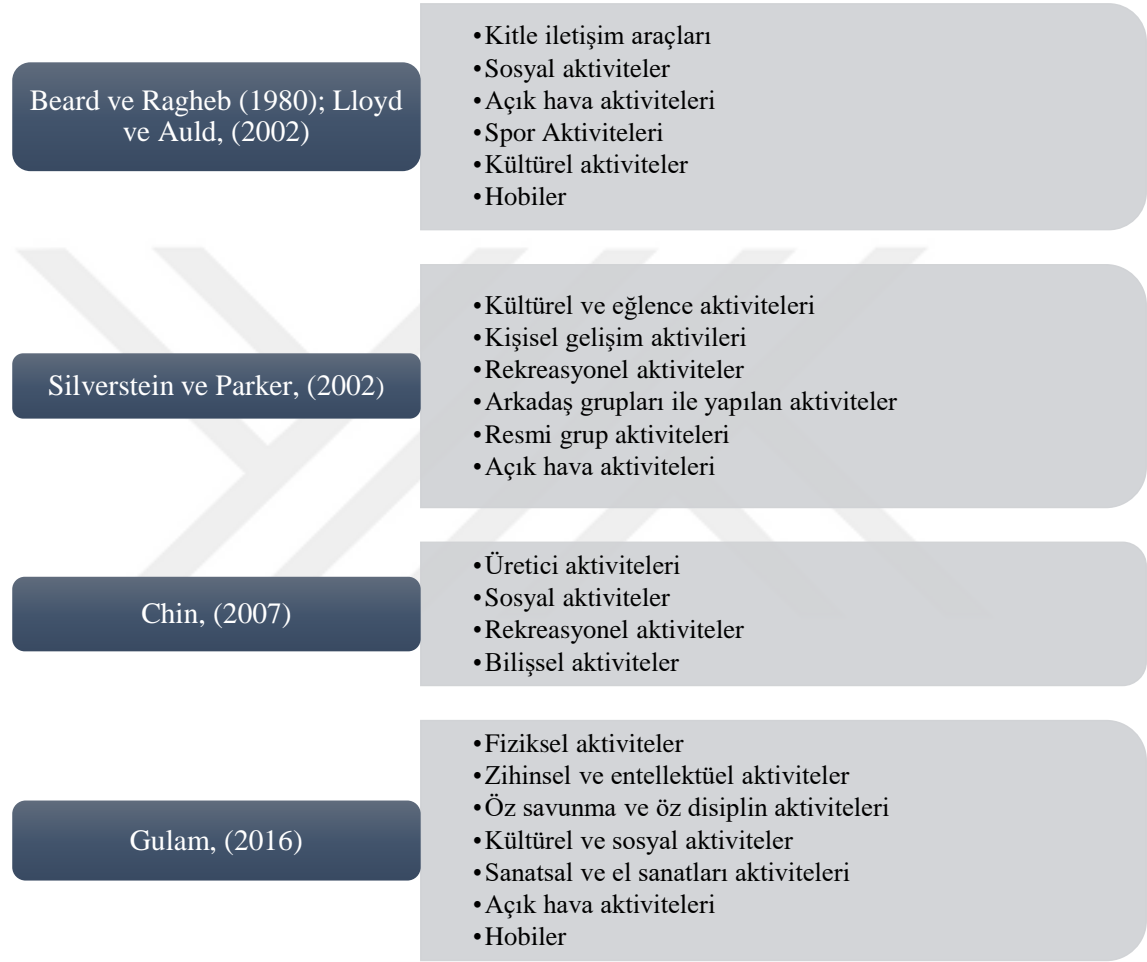 Beard ve Ragheb (1980); Lloyd
ve Auld, (2002)
•Kitle iletişim araçları
•Sosyal aktiviteler
•Açık hava aktiviteleri
•Spor Aktiviteleri
•Kültürel aktiviteler
•Hobiler
Silverstein ve Parker, (2002)
•Kültürel ve eğlence aktiviteleri
•Kişisel gelişim aktivileri
•Rekreasyonel aktiviteler
•Arkadaş grupları ile yapılan aktiviteler
•Resmi grup aktiviteleri
•Açık hava aktiviteleri
Chin, (2007)
•Üretici aktiviteleri
•Sosyal aktiviteler
•Rekreasyonel aktiviteler
•Bilişsel aktiviteler
Gulam, (2016)
•Fiziksel aktiviteler
•Zihinsel ve entellektüel aktiviteler
•Öz savunma ve öz disiplin aktiviteleri
•Kültürel ve sosyal aktiviteler
•Sanatsal ve el sanatları aktiviteleri
•Açık hava aktiviteleri
•Hobiler